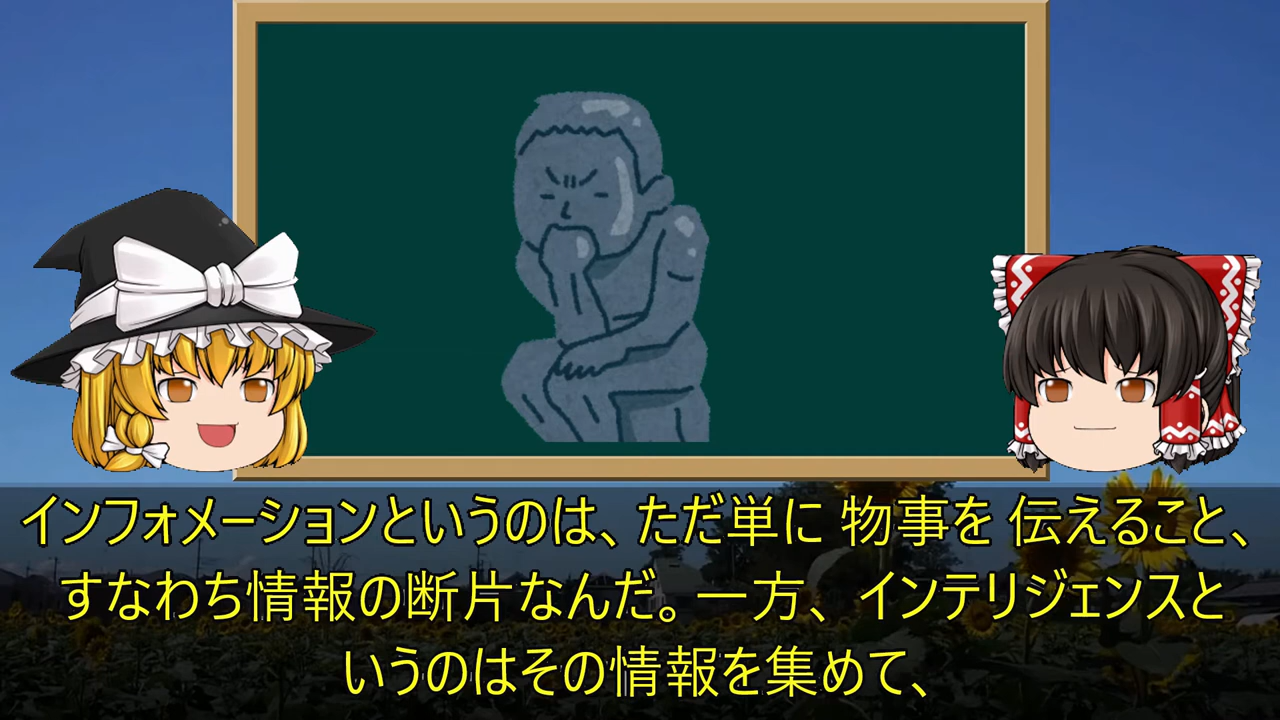 インフォメーションというのは、ただ単に 物事を 伝えること、
すなわち情報の断片なんだ。一方、インテリジェンスと
いうのはその情報を集めて、